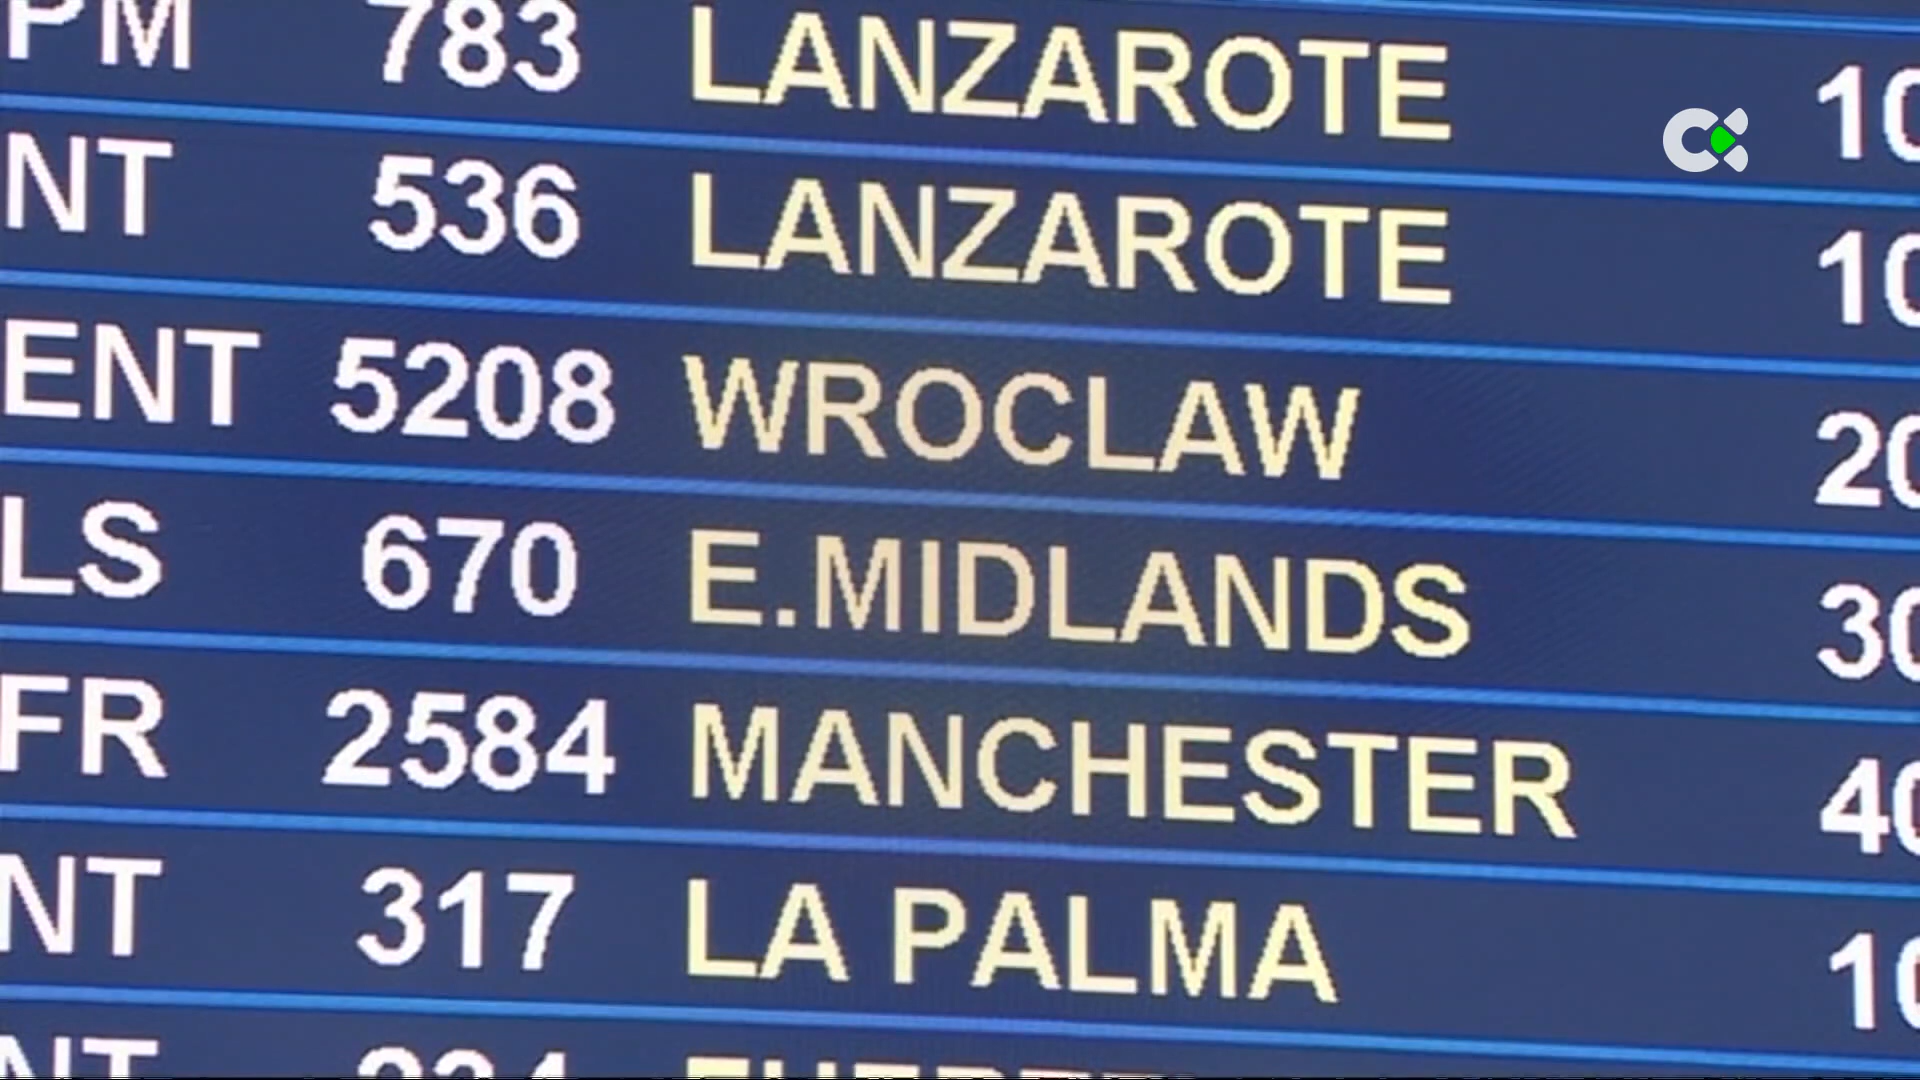 PM 783 LANZAROTE 10
NT 536 LANZAROTE 10
ENT 5208 WROCLAW 20
LS 670 E.MIDLANDS 30
FR 2584 MANCHESTER 40
NT 317 LA PALMA 10
NT